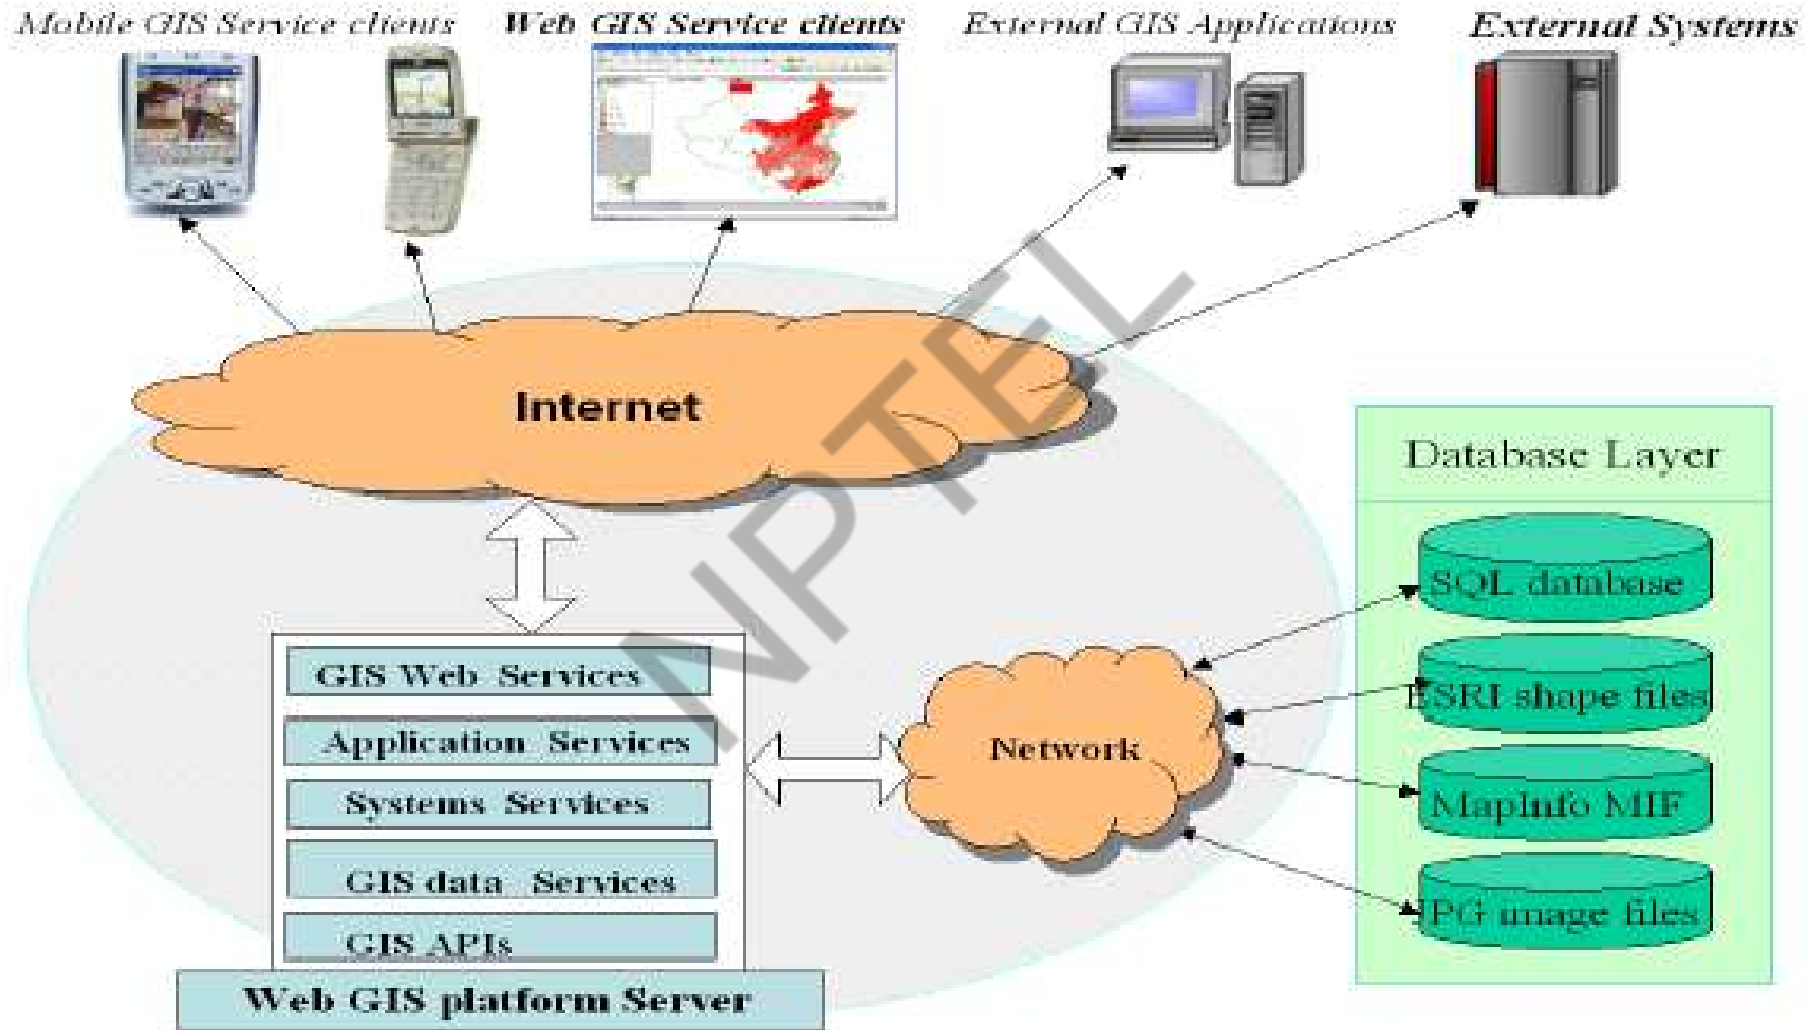 Mobile GIS Service clients
Web GIS Service clients
External GIS Applications
External Systems
Internet
Database Layer
SQL database
ESRI shape files
MapInfo MIF
JPG image files
GIS Web Services
Application Services
Systems Services
GIS data Services
GIS APIs
Web GIS platform Server
Network
NPTEL